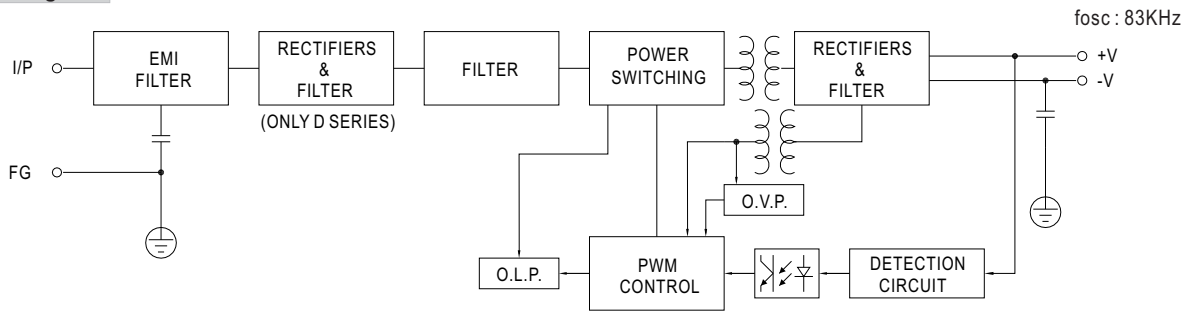 fosc : 83KHz
I/P
EMI
FILTER
RECTIFIERS
&
FILTER
(ONLY D SERIES)
FILTER
POWER
SWITCHING
RECTIFIERS
&
FILTER
+V
-V
FG
O.V.P.
O.L.P.
PWM
CONTROL
DETECTION
CIRCUIT